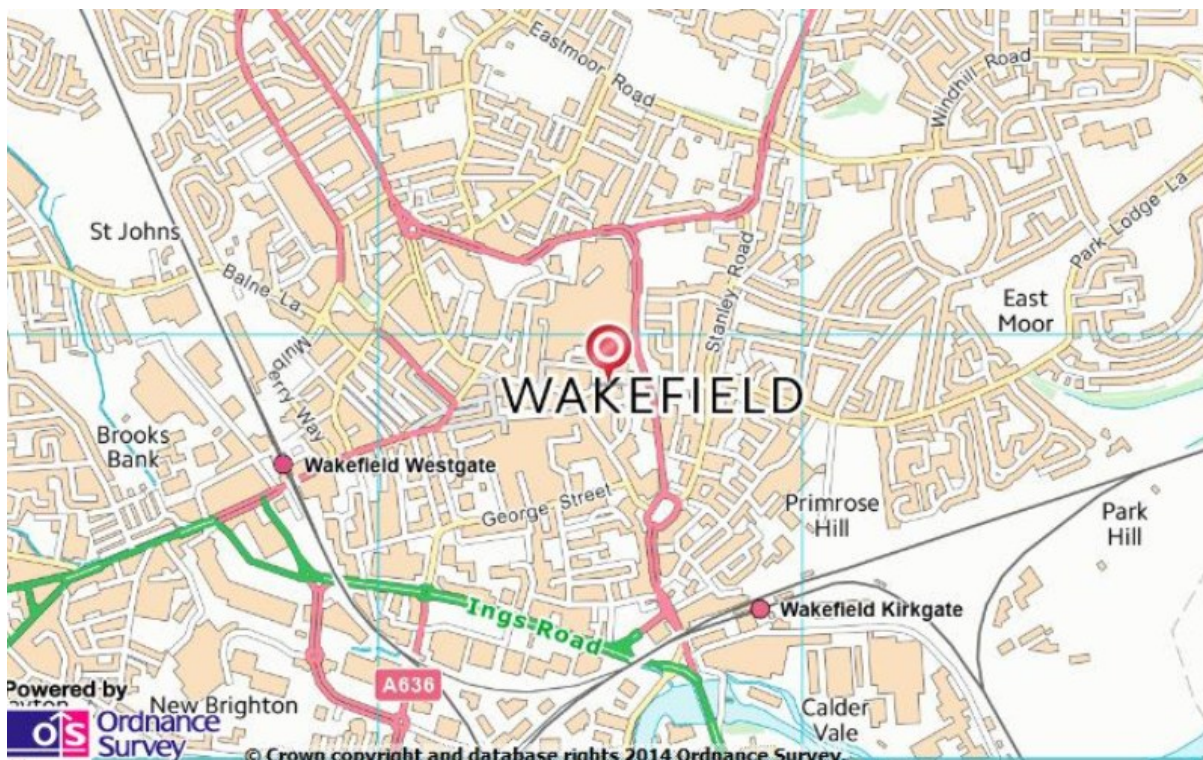 Eastmoor Road
Windhill Road
St Johns
Balne La
Park Lodge La
Stanley Road
East
Moor
Mulberry Way
WAKEFIELD
Brooks
Bank
Wakefield Westgate
George Street
Primrose
Hill
Park
Hill
Ings Road
Wakefield Kirkgate
A636
Powered by
New Brighton
Calder
Vale
OS Ordnance
Survey
© Crown copyright and database rights 2014 Ordnance Survey.